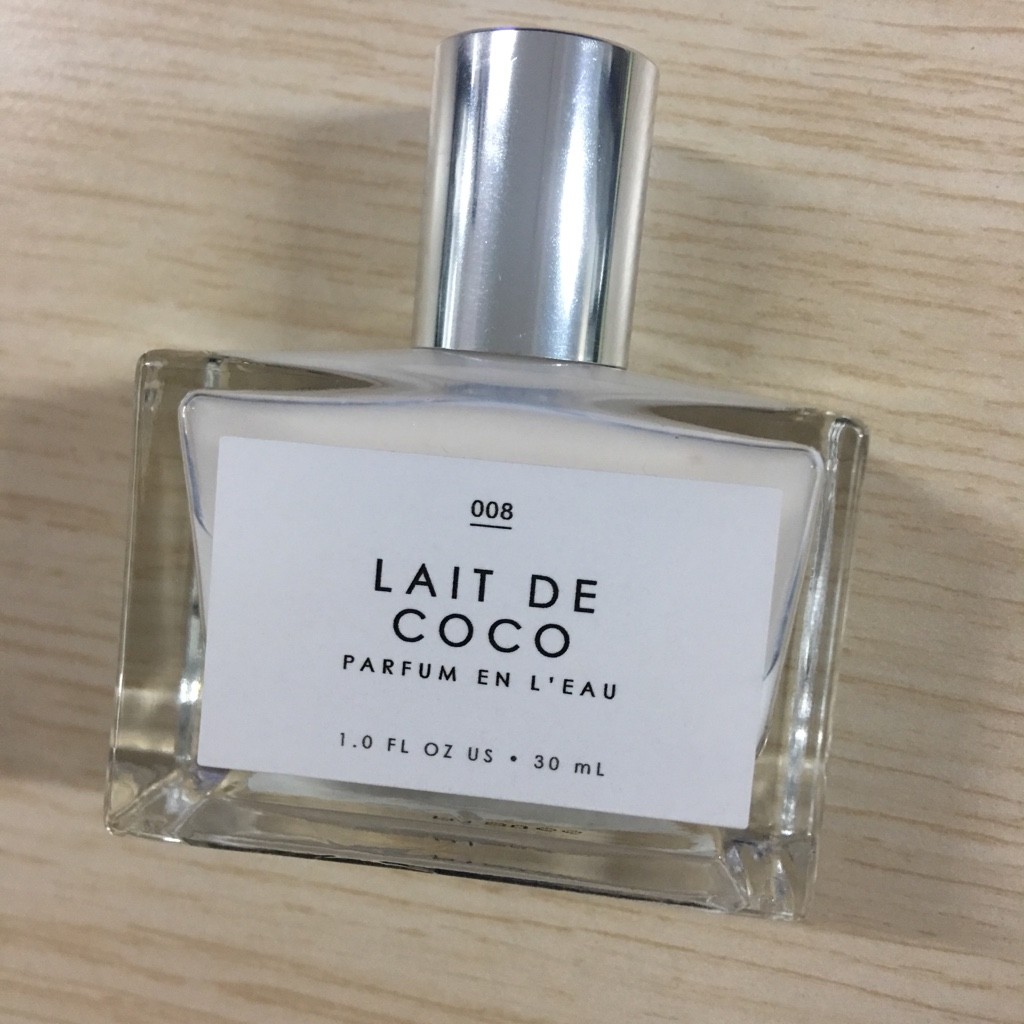 008
LAIT DE
COCO
PARFUM EN L'EAU
1.0 FL OZ US • 30 mL